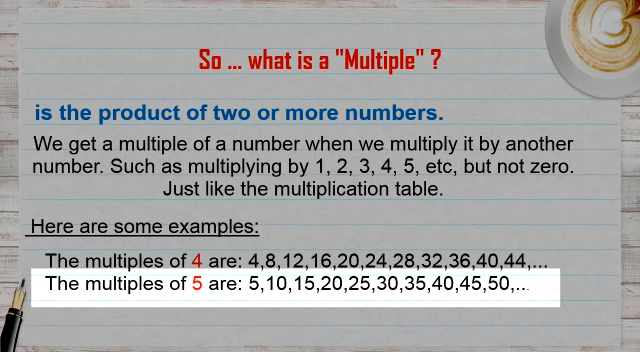 So ... what is a "Multiple" ?
is the product of two or more numbers.
We get a multiple of a number when we multiply it by another
number. Such as multiplying by 1, 2, 3, 4, 5, etc, but not zero.
Just like the multiplication table.
Here are some examples:
The multiples of 4 are: 4,8,12,16,20,24,28,32,36,40,44,...
The multiples of 5 are: 5,10,15,20,25,30,35,40,45,50,...